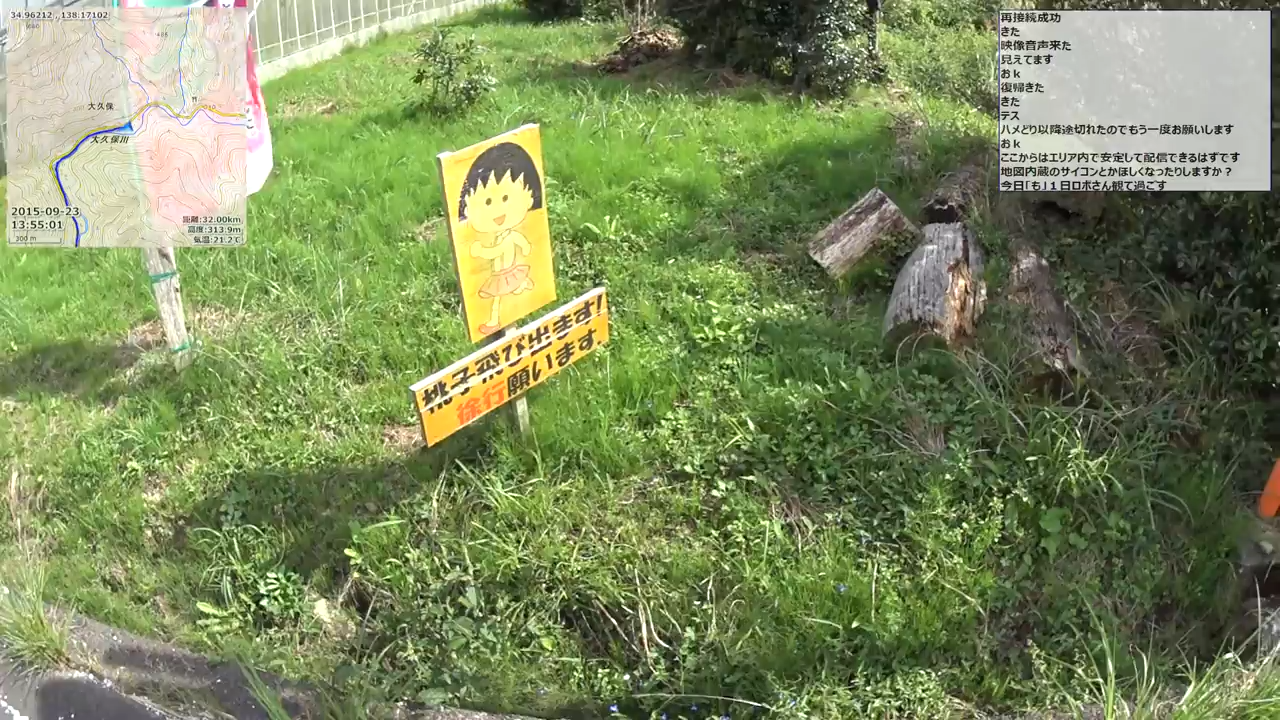 34.96212 , 138.17102
大久保
大久保川
2015-09-23
13:55:01
200 m
距離:32.00km
高度:313.9m
気温:21.2℃
桃子飛び出ます!
徐行願います.
再接続成功
きた
映像音声来た
見えてます
おｋ
復帰きた
きた
テス
ハメどり以降途切れたのでもう一度お願いします
おｋ
ここからはエリア内で安定して配信できるはずです
地図内蔵のサイコンとかほしくなったりしますか？
今日「も」１日ロボさん観て過ごす